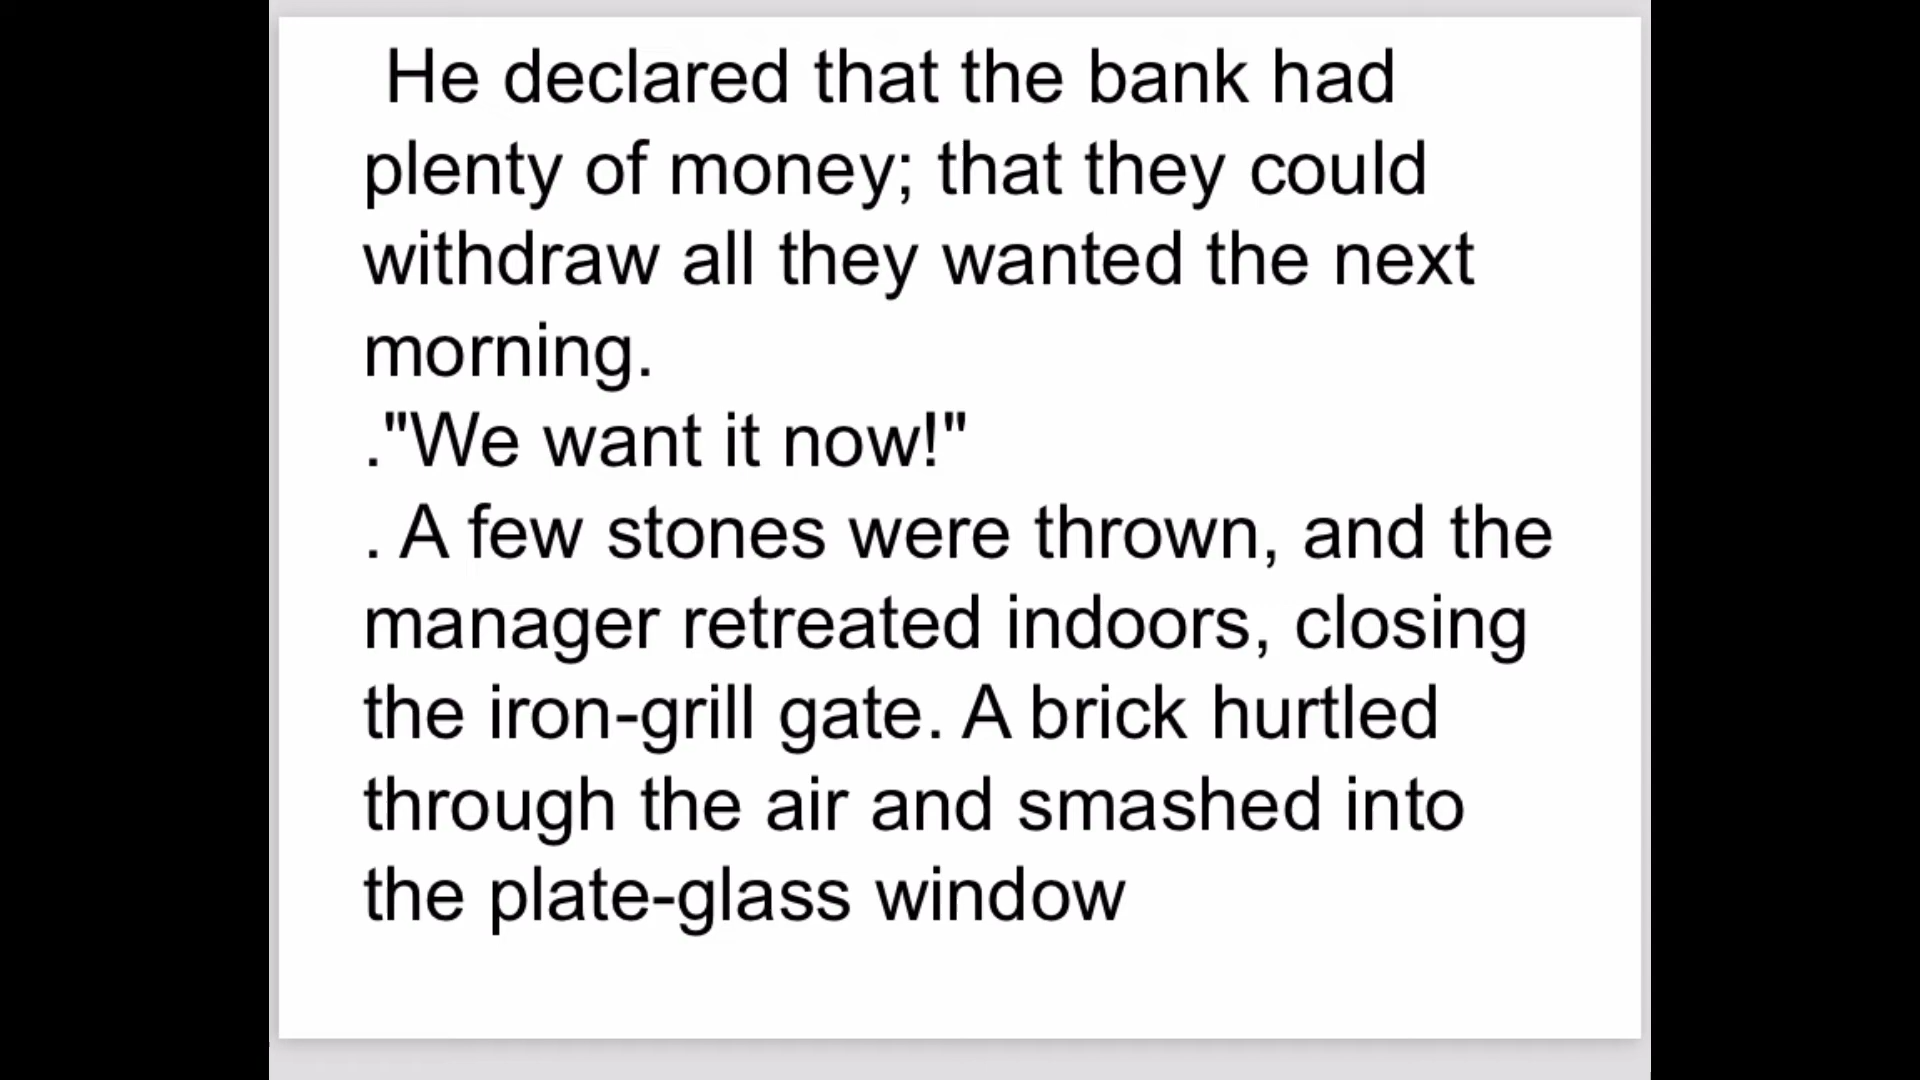 He declared that the bank had
plenty of money; that they could
withdraw all they wanted the next
morning.
."We want it now!"
. A few stones were thrown, and the
manager retreated indoors, closing
the iron-grill gate. A brick hurtled
through the air and smashed into
the plate-glass window